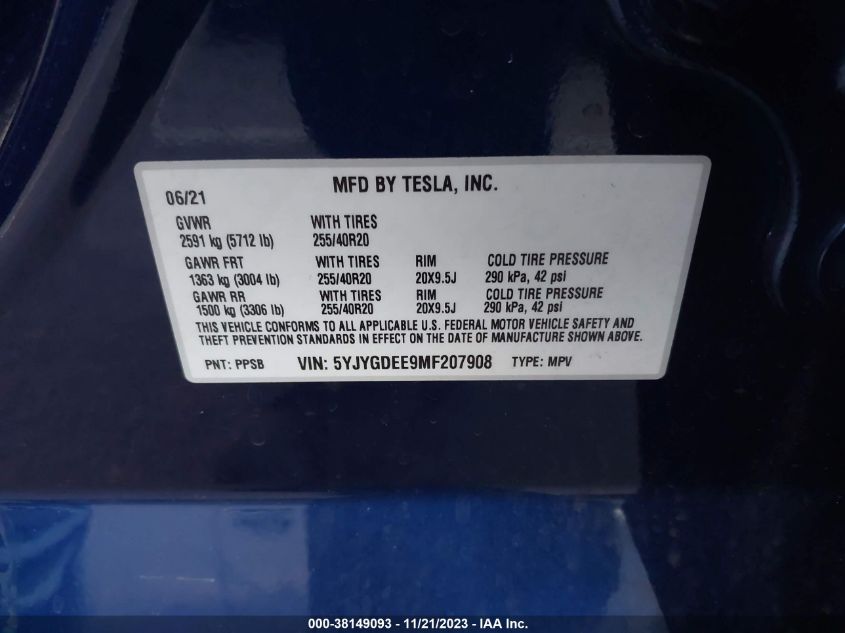 06/21 MFD BY TESLA, INC.
GVWR WITH TIRES
2591 kg (5712 lb) 255/40R20
GAWR FRT WITH TIRES RIM COLD TIRE PRESSURE
1363 kg (3004 lb) 255/40R20 20X9.5J 290 kPa, 42 psi
GAWR RR WITH TIRES RIM COLD TIRE PRESSURE
1500 kg (3306 lb) 255/40R20 20X9.5J 290 kPa, 42 psi
THIS VEHICLE CONFORMS TO ALL APPLICABLE U.S. FEDERAL MOTOR VEHICLE SAFETY AND
THEFT PREVENTION STANDARDS IN EFFECT ON THE DATE OF MANUFACTURE SHOWN ABOVE.
PNT: PPSB VIN: 5YJYGDEE9MF207908 TYPE: MPV
000-38149093 - 11/21/2023 - IAA Inc.